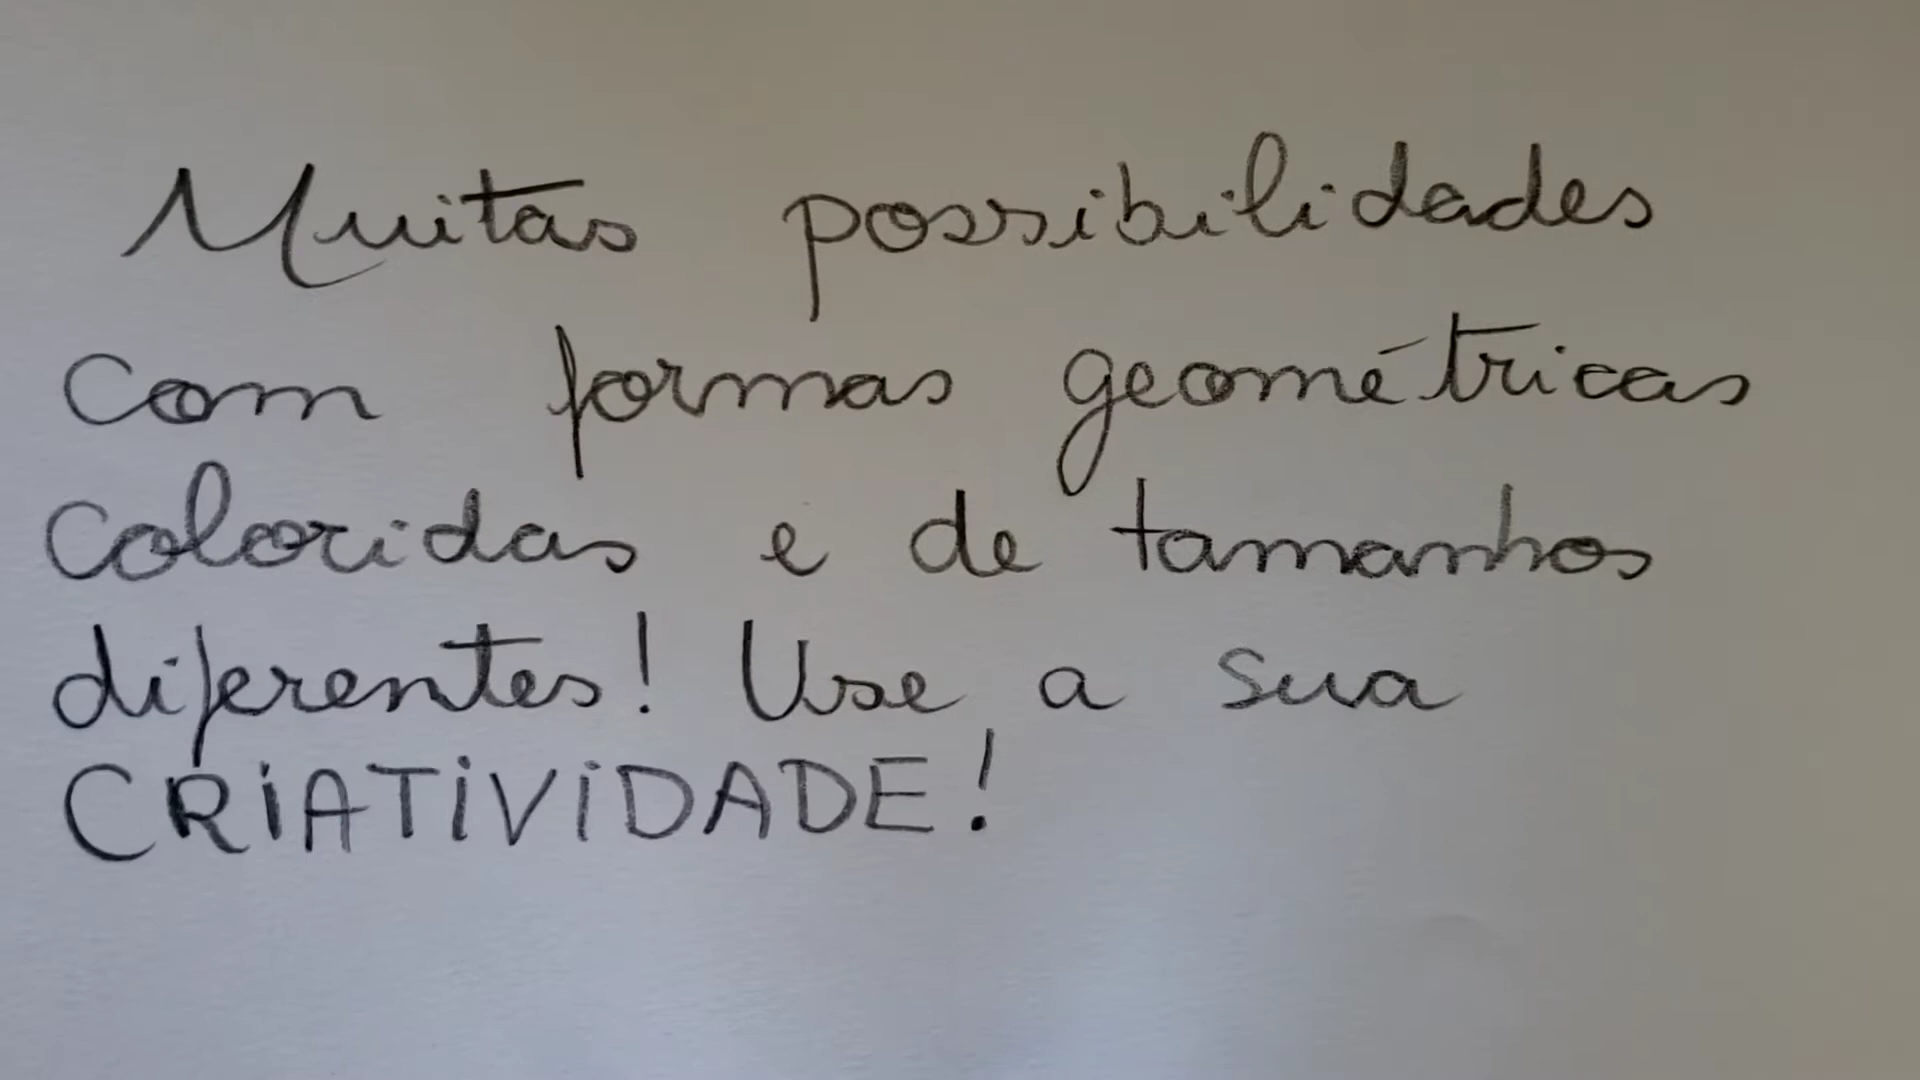 Muitas possibilidades
com formas geométricas
coloridas e de tamanhos
diferentes! Use a sua
CRIATIVIDADE!